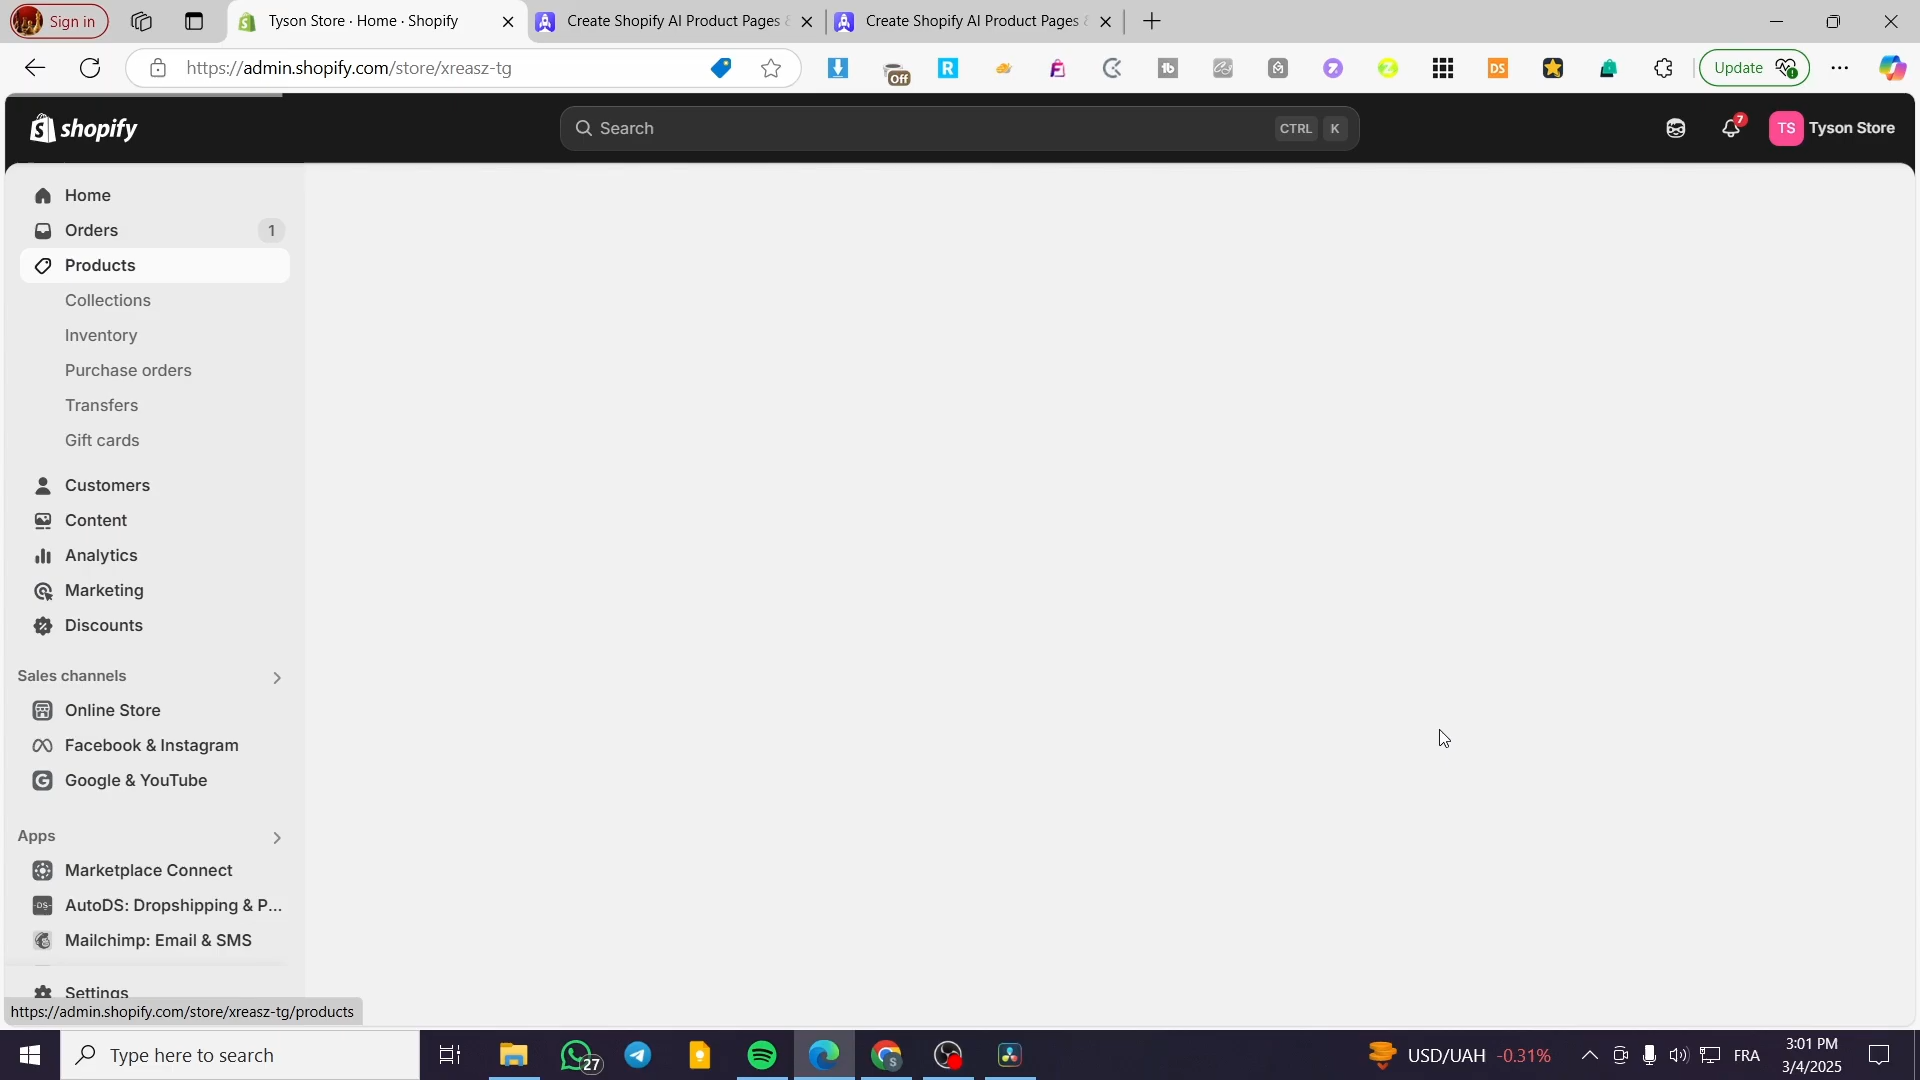 Sign in
Tyson Store · Home · Shopify
Create Shopify AI Product Pages &
Create Shopify AI Product Pages &
https://admin.shopify.com/store/xreasz-tg
Off
R
tb
DS
Update
shopify
Search
CTRL K
7
TS
Tyson Store
Home
Orders
1
Products
Collections
Inventory
Purchase orders
Transfers
Gift cards
Customers
Content
Analytics
Marketing
Discounts
Sales channels
Online Store
Facebook & Instagram
Google & YouTube
Apps
Marketplace Connect
AutoDS: Dropshipping & P...
Mailchimp: Email & SMS
Settings
https://admin.shopify.com/store/xreasz-tg/products
Type here to search
27
USD/UAH -0.31%
FRA
3:01 PM
3/4/2025